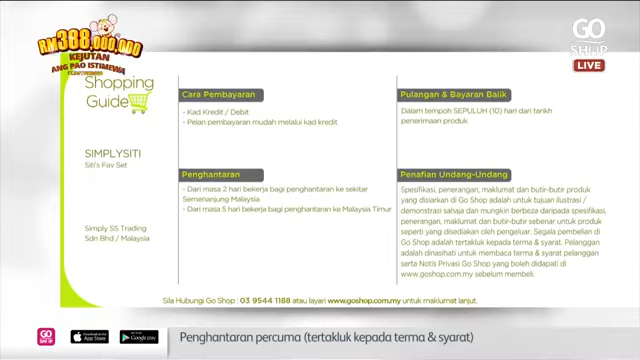 RM388,000,000
KEJUTAN
ANG PAO ISTIMEWA
GO
SHOP
LIVE
Shopping
Guide
SIMPLYSITI
Siti's Fav Set
Simply SS Trading
Sdn Bhd / Malaysia
Cara Pembayaran
- Kad Kredit / Debit
- Pelan pembayaran mudah melalui kad kredit
Pulangan & Bayaran Balik
Dalam tempoh SEPULUH (10) hari dari tarikh
penerimaan produk
Penghantaran
- Dari masa 2 hari bekerja bagi penghantaran ke sekitar
Semenanjung Malaysia
- Dari masa 5 hari bekerja bagi penghantaran ke Malaysia Timur
Penafian Undang-Undang
Spesifikasi, penerangan, maklumat dan butir-butir produk
yang disiarkan di Go Shop adalah untuk tujuan ilustrasi /
demonstrasi sahaja dan mungkin berbeza daripada spesifikasi,
penerangan, maklumat dan butir-butir sebenar untuk produk
seperti yang disediakan oleh pengeluar. Segala pembelian di
Go Shop adalah tertakluk kepada terma & syarat. Pelanggan
adalah dinasihati untuk membaca terma & syarat pelanggan
serta Notis Privasi Go Shop yang boleh didapati di
www.goshop.com.my sebelum membeli.
Sila Hubungi Go Shop : 03 9544 1188 atau layari www.goshop.com.my untuk maklumat lanjut.
GO
SHOP
Download on the
App Store
GET IT ON
Google play
Penghantaran percuma (tertakluk kepada terma & syarat)